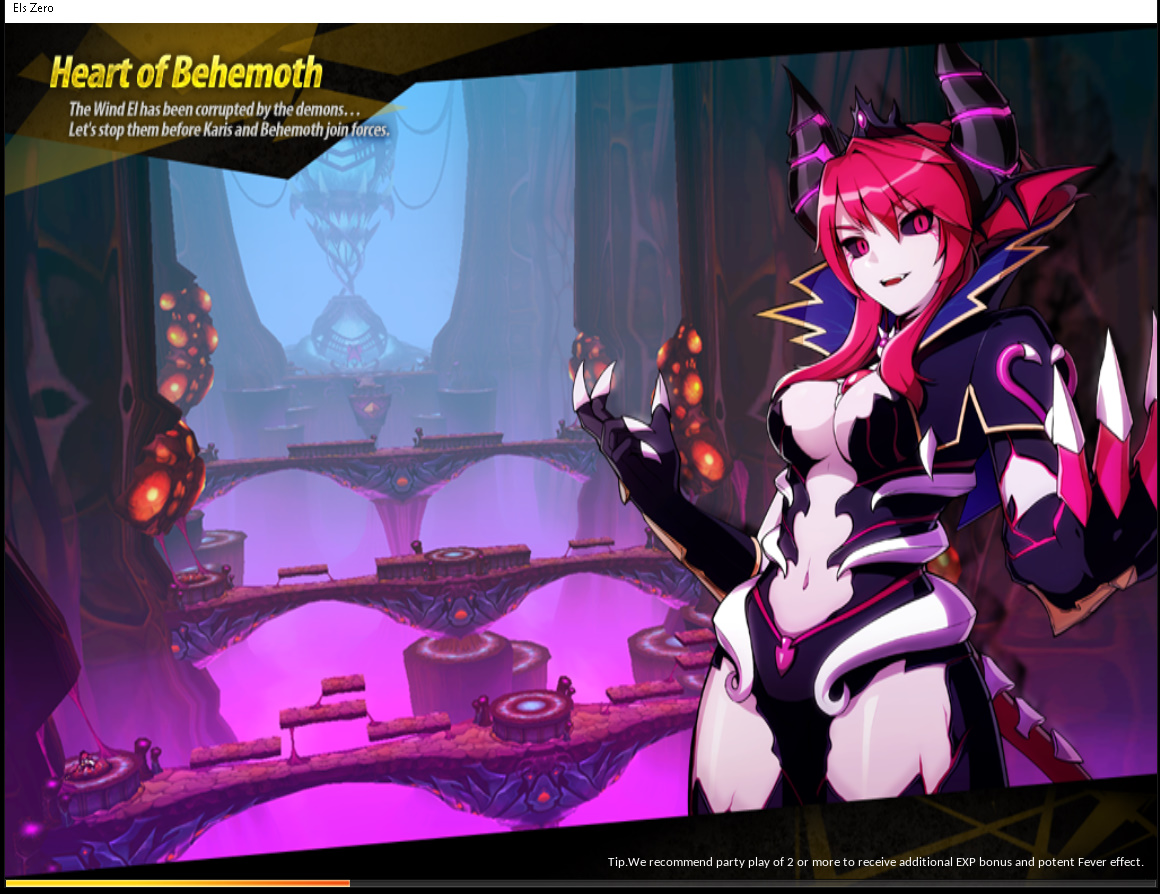 Els Zero
Heart of Behemoth
The Wind El has been corrupted by the demons...
Let's stop them before Karis and Behemoth join forces.
Tip.We recommend party play of 2 or more to receive additional EXP bonus and potent Fever effect.